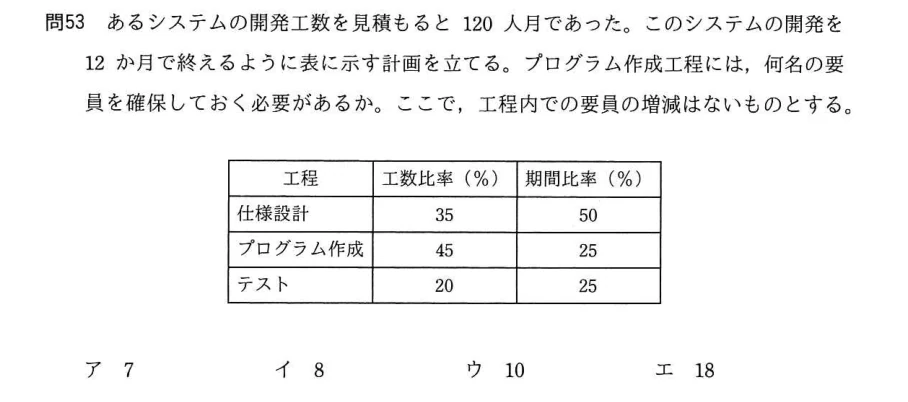 問53 あるシステムの開発工数を見積もると 120 人月であった。このシステムの開発を
12 か月で終えるように表に示す計画を立てる。プログラム作成工程には，何名の要
員を確保しておく必要があるか。ここで，工程内での要員の増減はないものとする。
工程 工数比率（%） 期間比率（%）
仕様設計 35 50
プログラム作成 45 25
テスト 20 25
ア 7 イ 8 ウ 10 エ 18